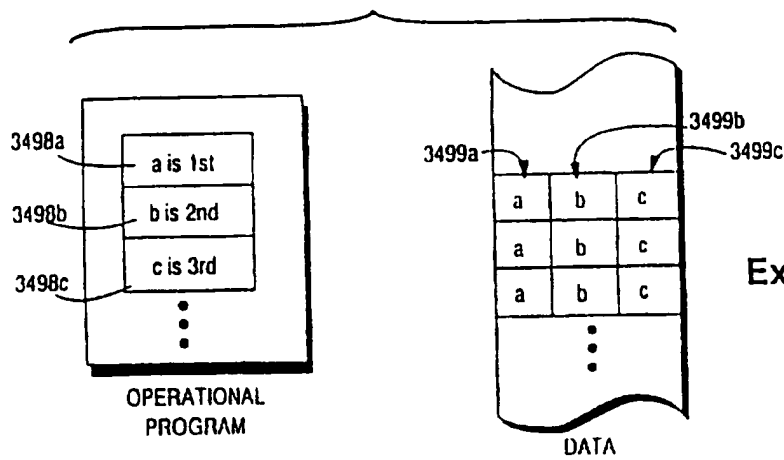 3498a
a is 1st
3498b
b is 2nd
3498c
c is 3rd
OPERATIONAL
PROGRAM
3499a
3499b
3499c
a b c
a b c
a b c
DATA
Ex